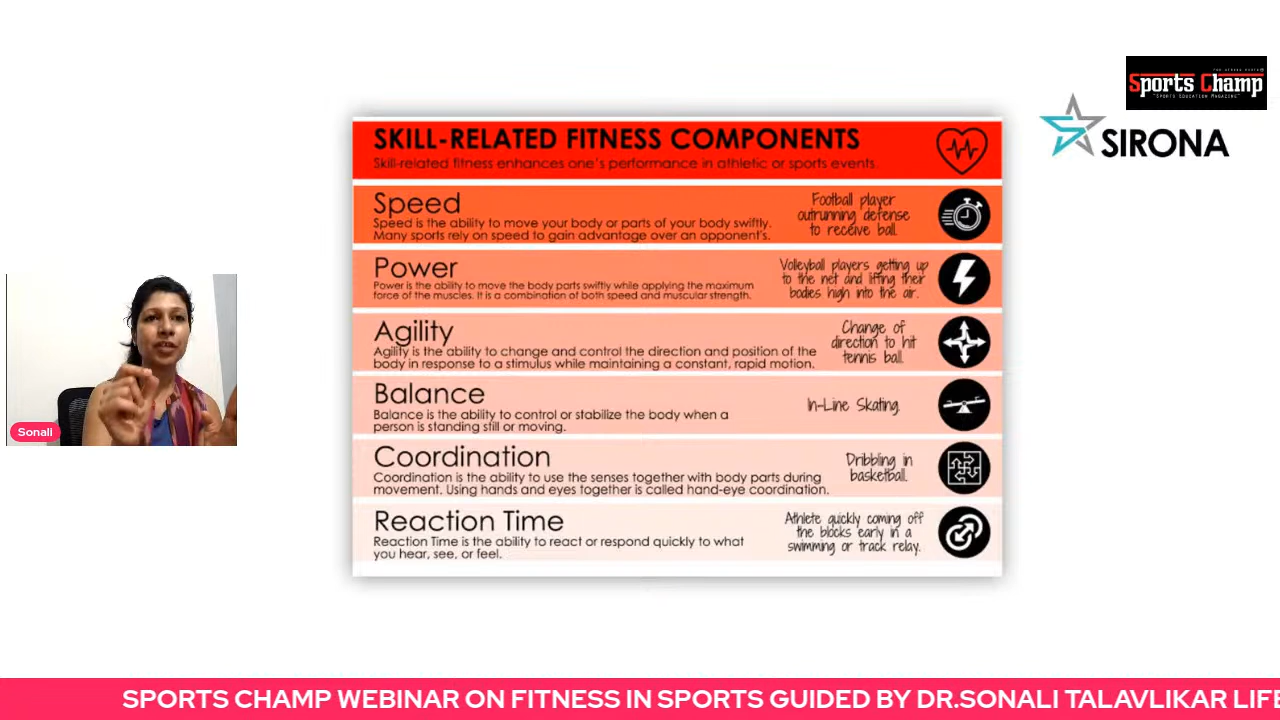 THE ATHENS PARTS
Sports Champ
"SPORTS EDUCATION MAGAZINE"
SIRONA
SKILL-RELATED FITNESS COMPONENTS
Skill-related fitness enhances one's performance in athletic or sports events
Speed
Speed is the ability to move your body or parts of your body swiftly.
Many sports rely on speed to gain advantage over an opponent's.
Football player
outrunning defense
to receive ball.
Power
Power is the ability to move the body parts swiftly while applying the maximum
force of the muscles. It is a combination of both speed and muscular strength.
Volleyball players getting up
to the net and lifting their
bodies high into the air.
Agility
Agility is the ability to change and control the direction and position of the
body in response to a stimulus while maintaining a constant, rapid motion.
Change of
direction to hit
tennis ball.
Balance
Balance is the ability to control or stabilize the body when a
person is standing still or moving.
In-Line Skating.
Coordination
Coordination is the ability to use the senses together with body parts during
movement. Using hands and eyes together is called hand-eye coordination.
Dribbling in
basketball.
Reaction Time
Reaction Time is the ability to react or respond quickly to what
you hear, see, or feel.
Athlete quickly coming off
the blocks early in a
swimming or track relay.
Sonali
SPORTS CHAMP WEBINAR ON FITNESS IN SPORTS GUIDED BY DR.SONALI TALAVLIKAR LIFE